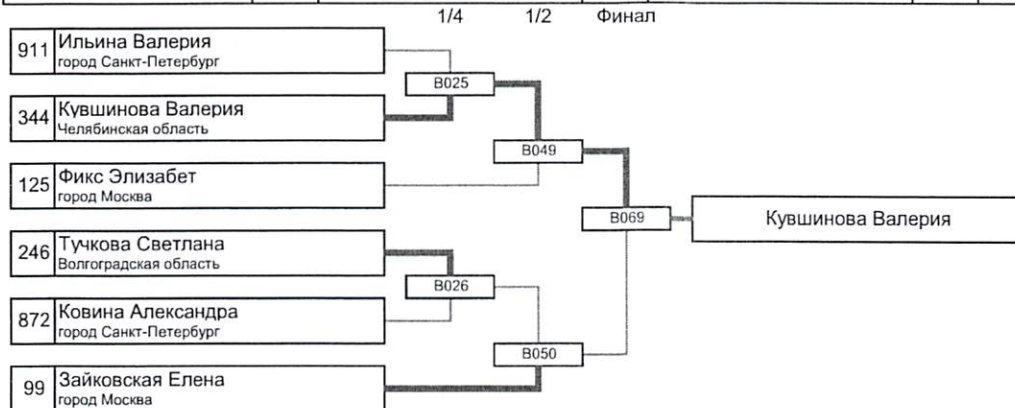 1/4 1/2 Финал
911 Ильина Валерия
город Санкт-Петербург
B025
344 Кувшинова Валерия
Челябинская область
B049
125 Фикс Элизабет
город Москва
B069 Кувшинова Валерия
246 Тучкова Светлана
Волгоградская область
B026
872 Ковина Александра
город Санкт-Петербург
B050
99 Зайковская Елена
город Москва